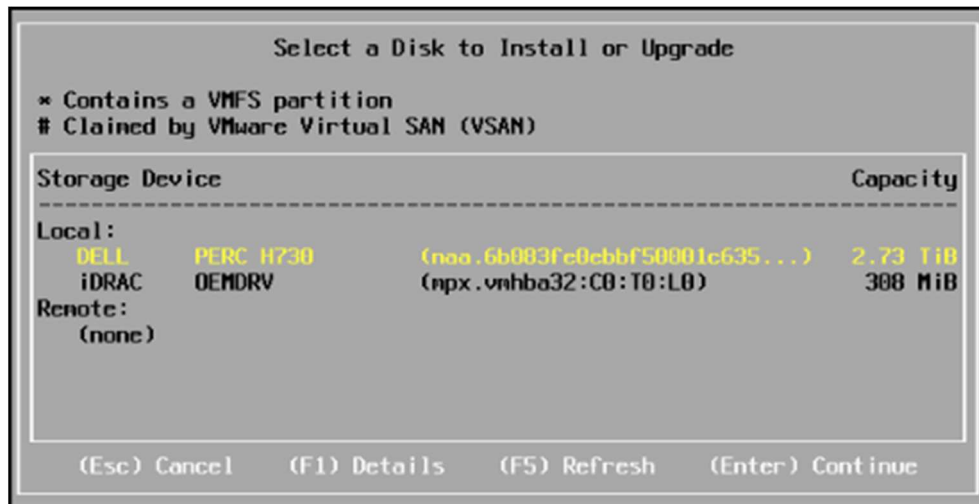 Select a Disk to Install or Upgrade
* Contains a VMFS partition
# Claimed by VMware Virtual SAN (VSAN)
Storage Device Capacity
Local:
DELL PERC H730 (naa.6b083fe0ebbf50001c635...) 2.73 TiB
iDRAC OEMDRV (mpx.vmhba32:C0:T0:L0) 308 MiB
Remote:
(none)
(Esc) Cancel (F1) Details (F5) Refresh (Enter) Continue